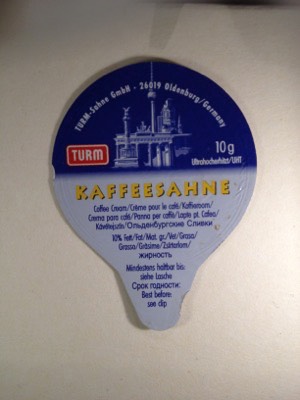 TURM-Sahne GmbH - 26019 Oldenburg/Germany
TURM
10g
Ultrahocherhitzt/UHT
KAFFEESAHNE
Coffee Cream/Crème pour le café/Kaffieroom/
Crema para café/Panna per caffè/Lapte pt. Cafea/
Kávétejszín/Ольденбургские Сливки
10% Fett/Fat/Mat. gr./Vet/Grasa/
Grasso/Grăsime/Zsírtartalom/
жирность
Mindestens haltbar bis:
siehe Lasche
Срок годности:
Best before:
see clip